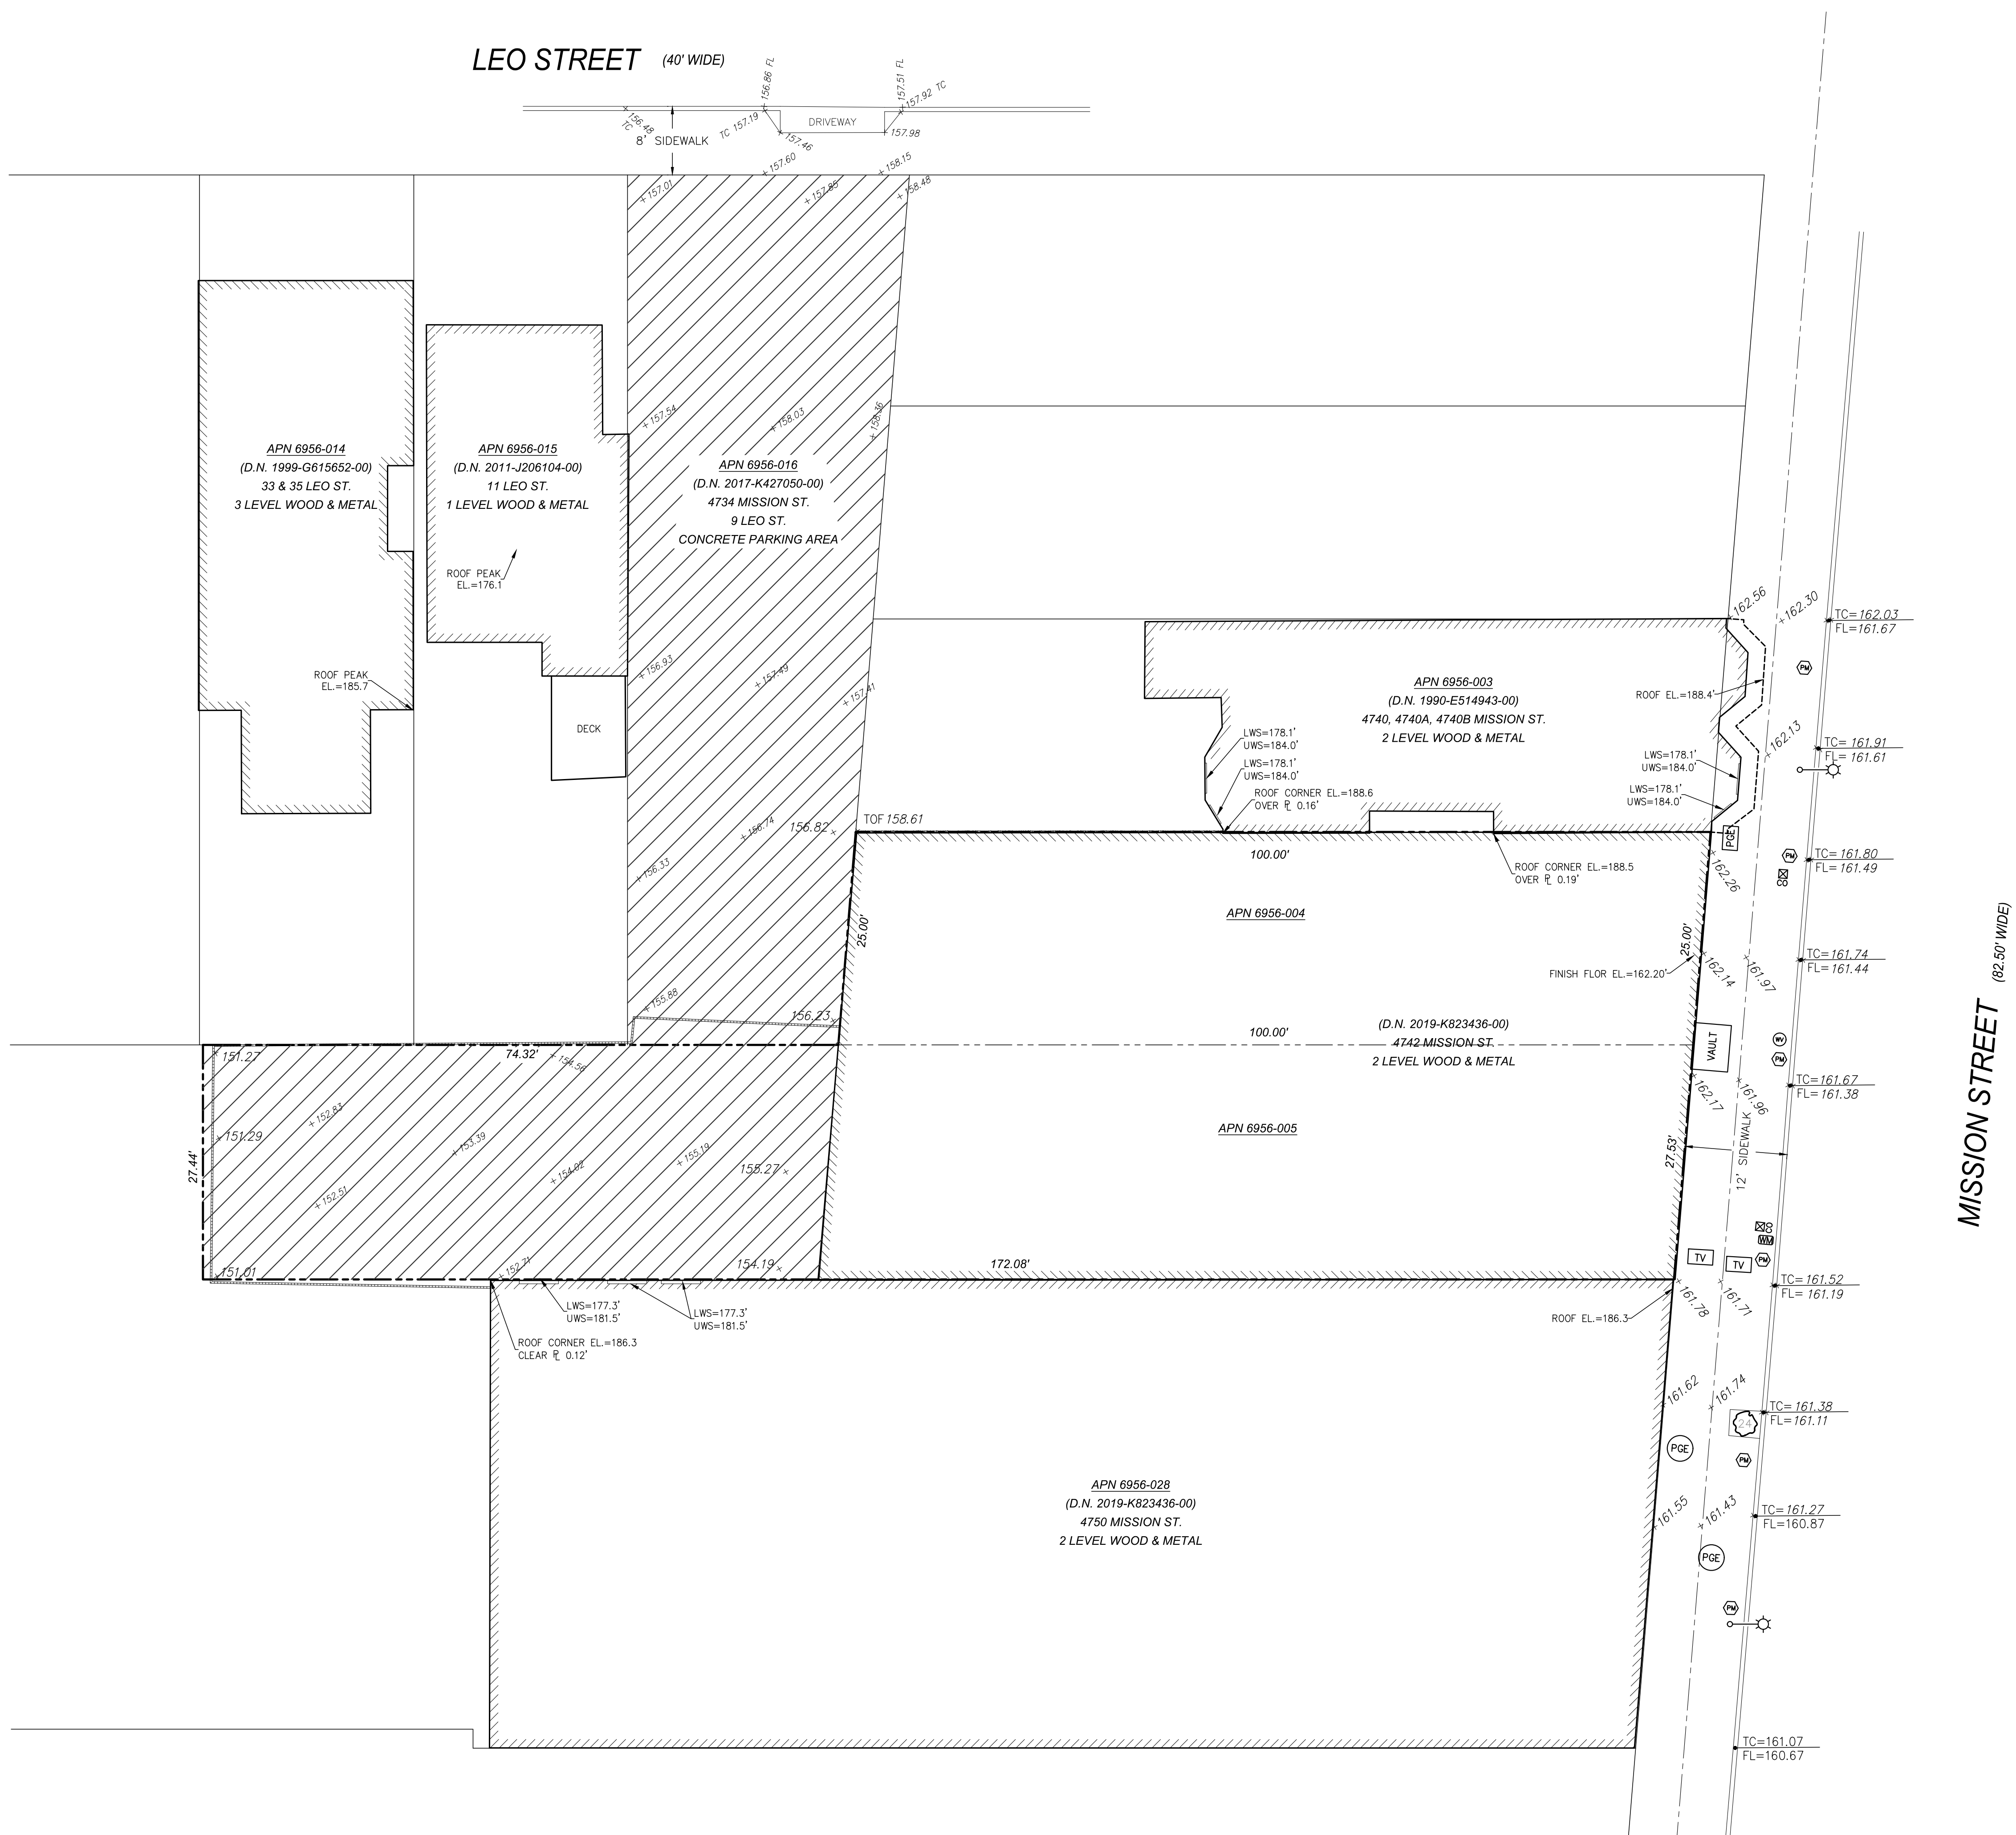 LEO STREET (40' WIDE)
156.86 FL
157.51 FL
157.92 TC
156.48
TC
TC 157.19
DRIVEWAY
8' SIDEWALK
157.46
157.98
157.60
158.15
157.01
157.85
158.48
157.54
158.03
158.36
APN 6956-014
(D.N. 1999-G615652-00)
33 & 35 LEO ST.
3 LEVEL WOOD & METAL
APN 6956-015
(D.N. 2011-J206104-00)
11 LEO ST.
1 LEVEL WOOD & METAL
APN 6956-016
(D.N. 2017-K427050-00)
4734 MISSION ST.
9 LEO ST.
CONCRETE PARKING AREA
ROOF PEAK
EL.=176.1
ROOF PEAK
EL.=185.7
DECK
156.93
157.49
157.41
156.33
156.74
156.82
TOF 158.61
APN 6956-003
(D.N. 1990-E514943-00)
4740, 4740A, 4740B MISSION ST.
2 LEVEL WOOD & METAL
ROOF EL.=188.4'
LWS=178.1'
UWS=184.0'
LWS=178.1'
UWS=184.0'
ROOF CORNER EL.=188.6
OVER PL 0.16'
LWS=178.1'
UWS=184.0'
LWS=178.1'
UWS=184.0'
162.56
162.30
TC=162.03
FL=161.67
PM
162.13
TC=161.91
FL=161.61
PGE
PM
TC=161.80
FL=161.49
CO
162.26
100.00'
ROOF CORNER EL.=188.5
OVER PL 0.19'
APN 6956-004
25.00'
25.00'
FINISH FLOR EL.=162.20'
162.14
161.97
TC=161.74
FL=161.44
155.88
156.23
100.00'
(D.N. 2019-K823436-00)
4742 MISSION ST.
2 LEVEL WOOD & METAL
VAULT
WV
PM
151.27
74.32'
154.56
162.17
161.96
TC=161.67
FL=161.38
152.83
151.29
153.39
155.19
154.02
155.27
152.51
27.44'
APN 6956-005
27.53'
12' SIDEWALK
MISSION STREET (82.50' WIDE)
CO
WM
PM
TV
TV
151.01
152.71
154.19
172.08'
TC=161.52
FL=161.19
161.78
161.71
LWS=177.3'
UWS=181.5'
LWS=177.3'
UWS=181.5'
ROOF CORNER EL.=186.3
CLEAR PL 0.12'
ROOF EL.=186.3
161.62
161.74
TC=161.38
FL=161.11
24
PGE
PM
APN 6956-028
(D.N. 2019-K823436-00)
4750 MISSION ST.
2 LEVEL WOOD & METAL
161.55
161.43
TC=161.27
FL=160.87
PGE
PM
TC=161.07
FL=160.67